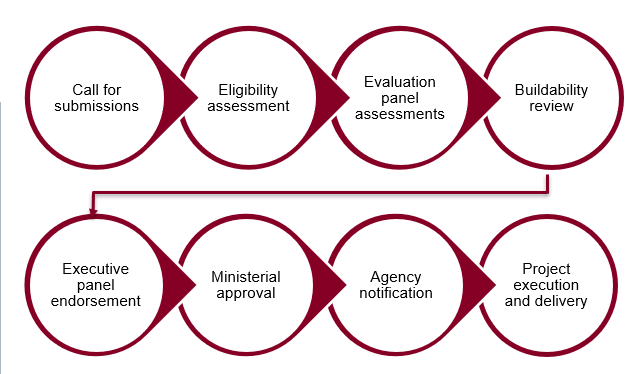 Call for
submissions
Eligibility
assessment
Evaluation
panel
assessments
Buildability
review
Executive
panel
endorsement
Ministerial
approval
Agency
notification
Project
execution
and delivery